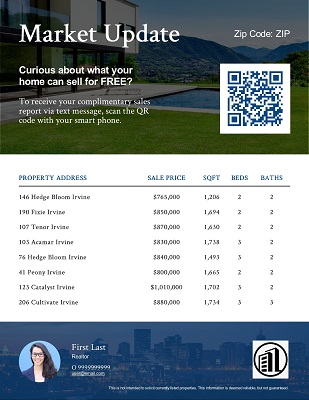 Market Update
Zip Code: ZIP
Curious about what your
home can sell for FREE?
To receive your complimentary sales
report via text message, scan the QR
code with your smart phone.
PROPERTY ADDRESS SALE PRICE SQFT BEDS BATHS
146 Hedge Bloom Irvine $765,000 1,206 2 2
190 Fixie Irvine $850,000 1,694 2 2
107 Tenor Irvine $870,000 1,630 2 2
103 Acamar Irvine $830,000 1,738 3 2
76 Hedge Bloom Irvine $840,000 1,493 3 2
41 Peony Irvine $800,000 1,665 2 2
123 Catalyst Irvine $1,010,000 1,702 3 2
206 Cultivate Irvine $880,000 1,734 3 3
First Last
Realtor
O 9999999999
user@email.com
This is not intended to solicit currently listed properties. This information is deemed reliable, but not guaranteed.